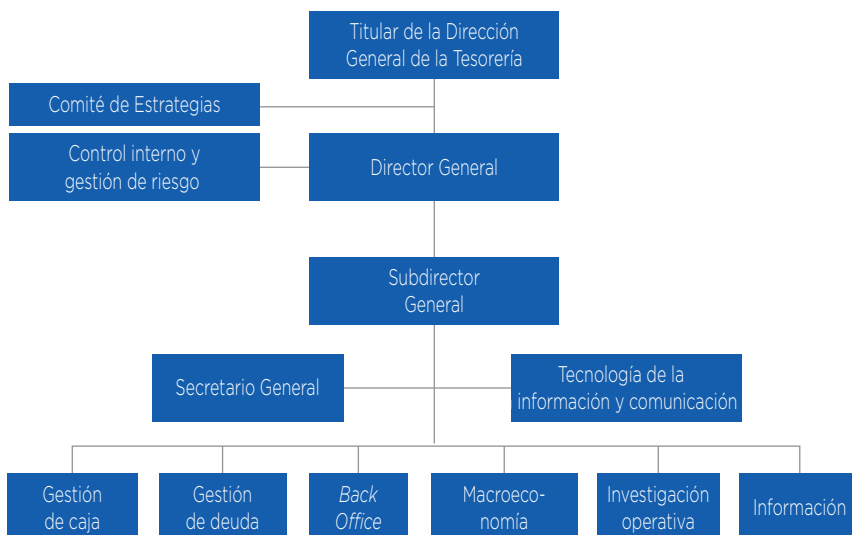 Titular de la Dirección
General de la Tesorería
Comité de Estrategias
Control interno y
gestión de riesgo
Director General
Subdirector
General
Secretario General
Tecnología de la
información y comunicación
Gestión
de caja
Gestión
de deuda
Back
Office
Macroeco-
nomía
Investigación
operativa
Información